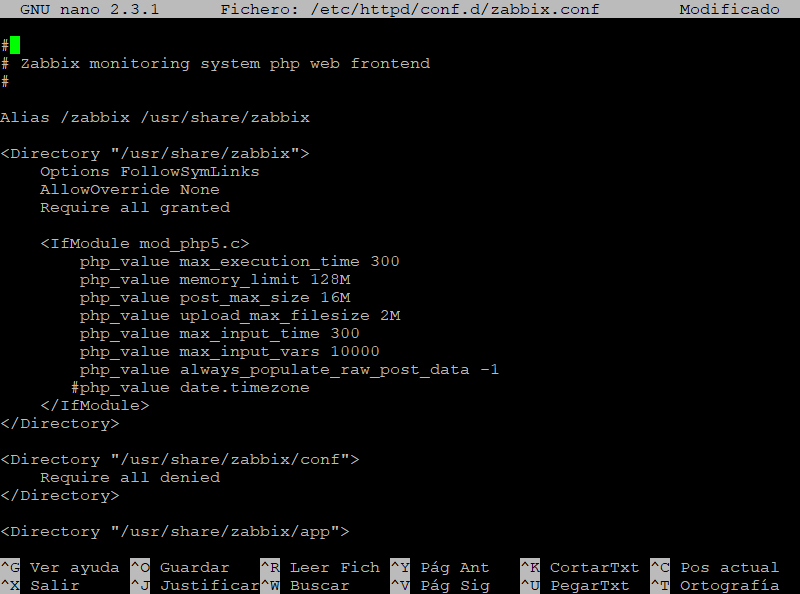 GNU nano 2.3.1 Fichero: /etc/httpd/conf.d/zabbix.conf Modificado
#
# Zabbix monitoring system php web frontend
#
Alias /zabbix /usr/share/zabbix
<Directory "/usr/share/zabbix">
Options FollowSymLinks
AllowOverride None
Require all granted
<IfModule mod_php5.c>
php_value max_execution_time 300
php_value memory_limit 128M
php_value post_max_size 16M
php_value upload_max_filesize 2M
php_value max_input_time 300
php_value max_input_vars 10000
php_value always_populate_raw_post_data -1
#php_value date.timezone
</IfModule>
</Directory>
<Directory "/usr/share/zabbix/conf">
Require all denied
</Directory>
<Directory "/usr/share/zabbix/app">
^G Ver ayuda ^O Guardar ^R Leer Fich ^Y Pág Ant ^K CortarTxt ^C Pos actual
^X Salir ^J Justificar ^W Buscar ^V Pág Sig ^U PegarTxt ^T Ortografía